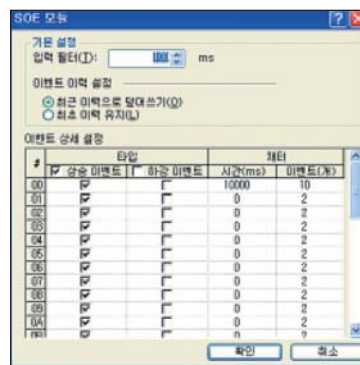 SOE 모듈
기본 설정
입력 필터(I): ms
이벤트 이력 설정
최근 이력으로 덮어쓰기(O)
최초 이력 유지(L)
이벤트 상세 설정
# 타입 채터
상승 이벤트 하강 이벤트 시간(ms) 이벤트(개)
00 10000 10
01 0 2
02 0 2
03 0 2
04 0 2
05 0 2
06 0 2
07 0 2
08 0 2
09 0 2
0A 0 2
0B 0 2
확인 취소